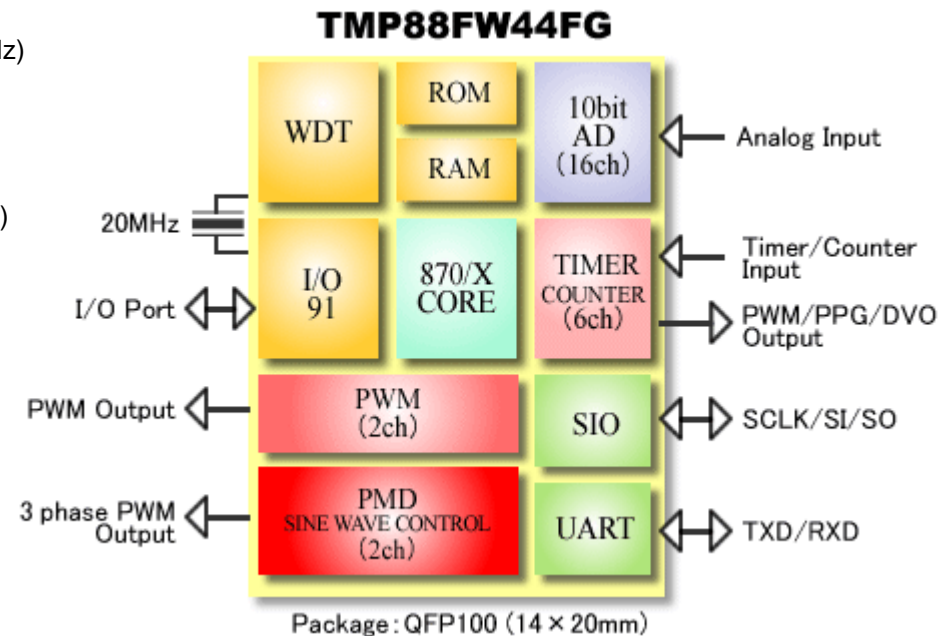 TMP88FW44FG
lz)
)
WDT
ROM
RAM
10bit
AD
(16ch)
Analog Input
20MHz
I/O
91
870/X
CORE
TIMER
COUNTER
(6ch)
Timer/Counter
Input
PWM/PPG/DVO
Output
I/O Port
PWM Output
PWM
(2ch)
SIO
SCLK/SI/SO
3 phase PWM
Output
PMD
SINE WAVE CONTROL
(2ch)
UART
TXD/RXD
Package: QFP100 (14×20mm)